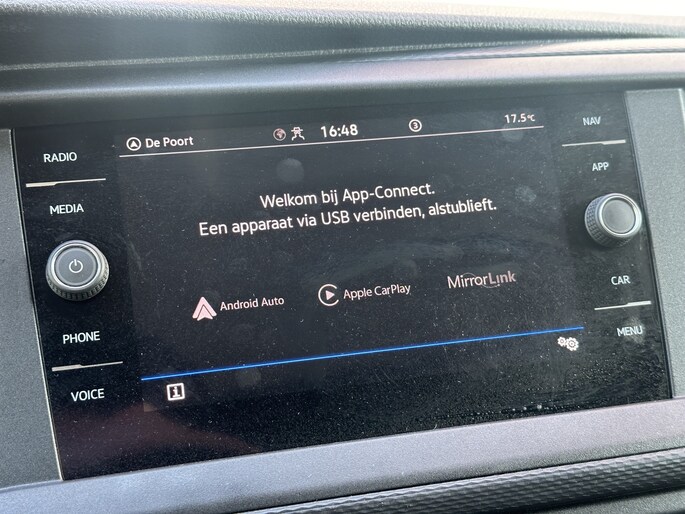 RADIO
MEDIA
PHONE
VOICE
De Poort
16:48
3
17.5°C
Welkom bij App-Connect.
Een apparaat via USB verbinden, alstublieft.
Android Auto
Apple CarPlay
MirrorLink
i
NAV
APP
CAR
MENU